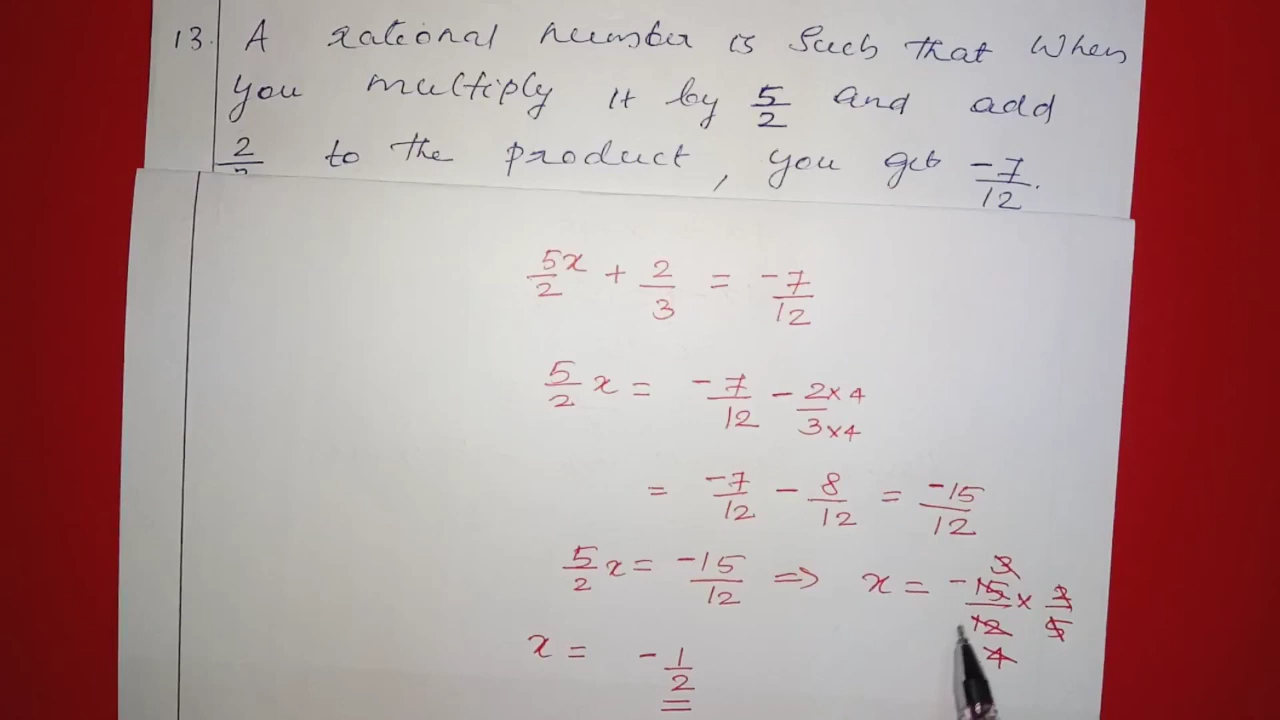 13. A rational number is such that when
you multiply it by 5/2 and add
2/ to the product, you get -7/12.
5/2 x + 2/3 = -7/12
5/2 x = -7/12 - 2×4/3×4
= -7/12 - 8/12 = -15/12
5/2 x = -15/12 => x = -15/12 × 2/5
3
4
x = -1/2